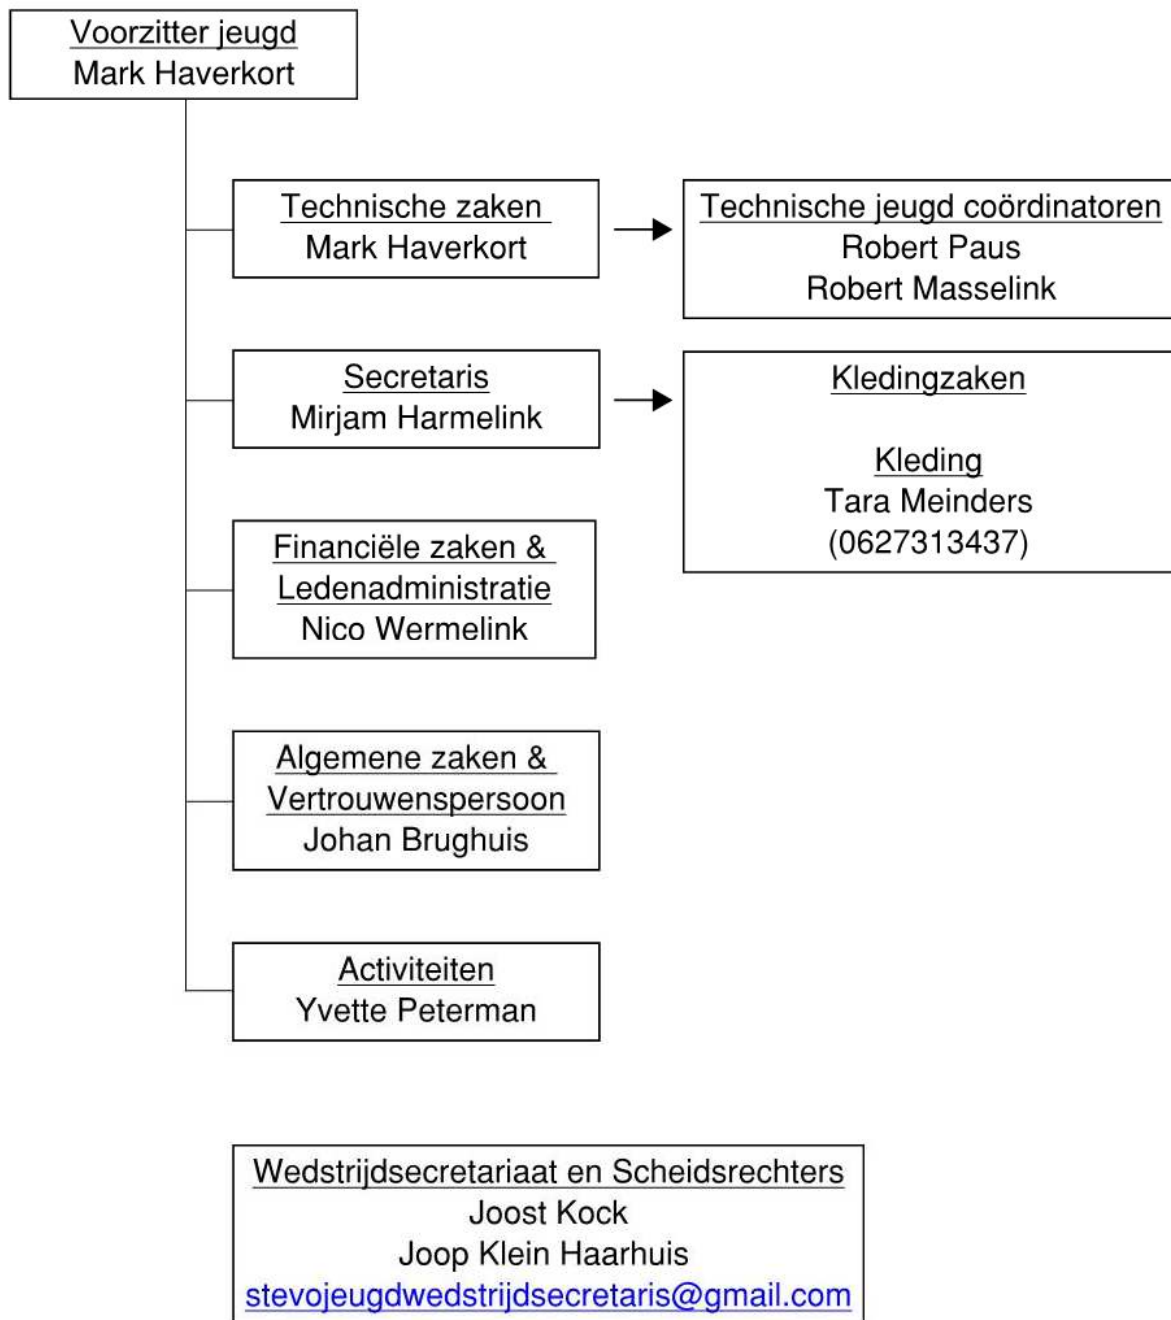 Voorzitter jeugd
Mark Haverkort
Technische zaken
Mark Haverkort
Technische jeugd coördinatoren
Robert Paus
Robert Masselink
Secretaris
Mirjam Harmelink
Kledingzaken
Kleding
Tara Meinders
(0627313437)
Financiële zaken &
Ledenadministratie
Nico Wermelink
Algemene zaken &
Vertrouwenspersoon
Johan Brughuis
Activiteiten
Yvette Peterman
Wedstrijdsecretariaat en Scheidsrechters
Joost Kock
Joop Klein Haarhuis
stevojeugdwedstrijdsecretaris@gmail.com